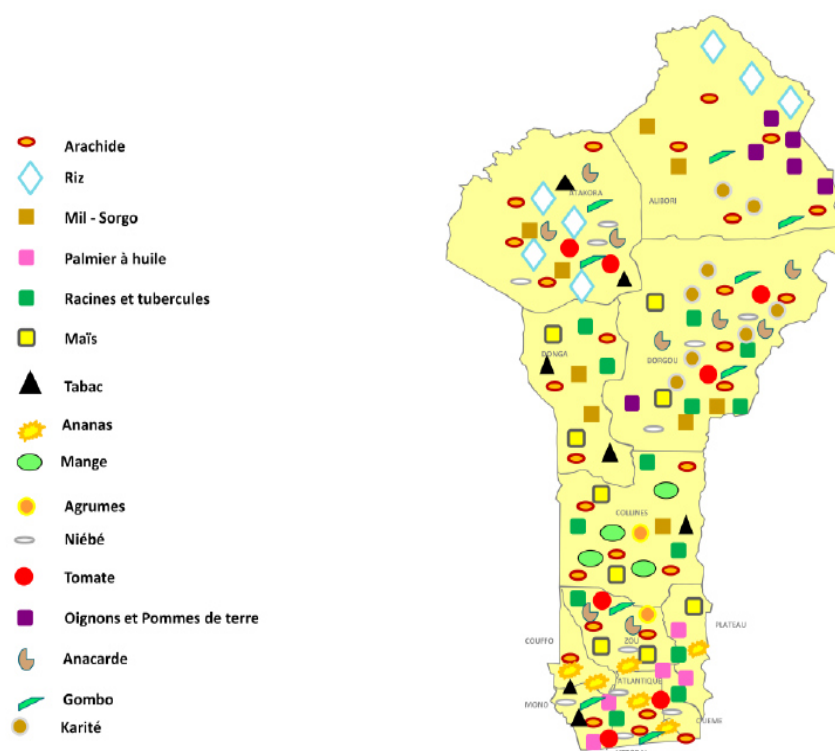 Arachide
Riz
Mil - Sorgo
Palmier à huile
Racines et tubercules
Maïs
Tabac
Ananas
Mange
Agrumes
Niébé
Tomate
Oignons et Pommes de terre
Anacarde
Gombo
Karité
ATAKORA
ALIBORI
DONGA
BORGOU
COLLINES
COUFFO
ZOU
PLATEAU
ATLANTIQUE
MONO
OUEME